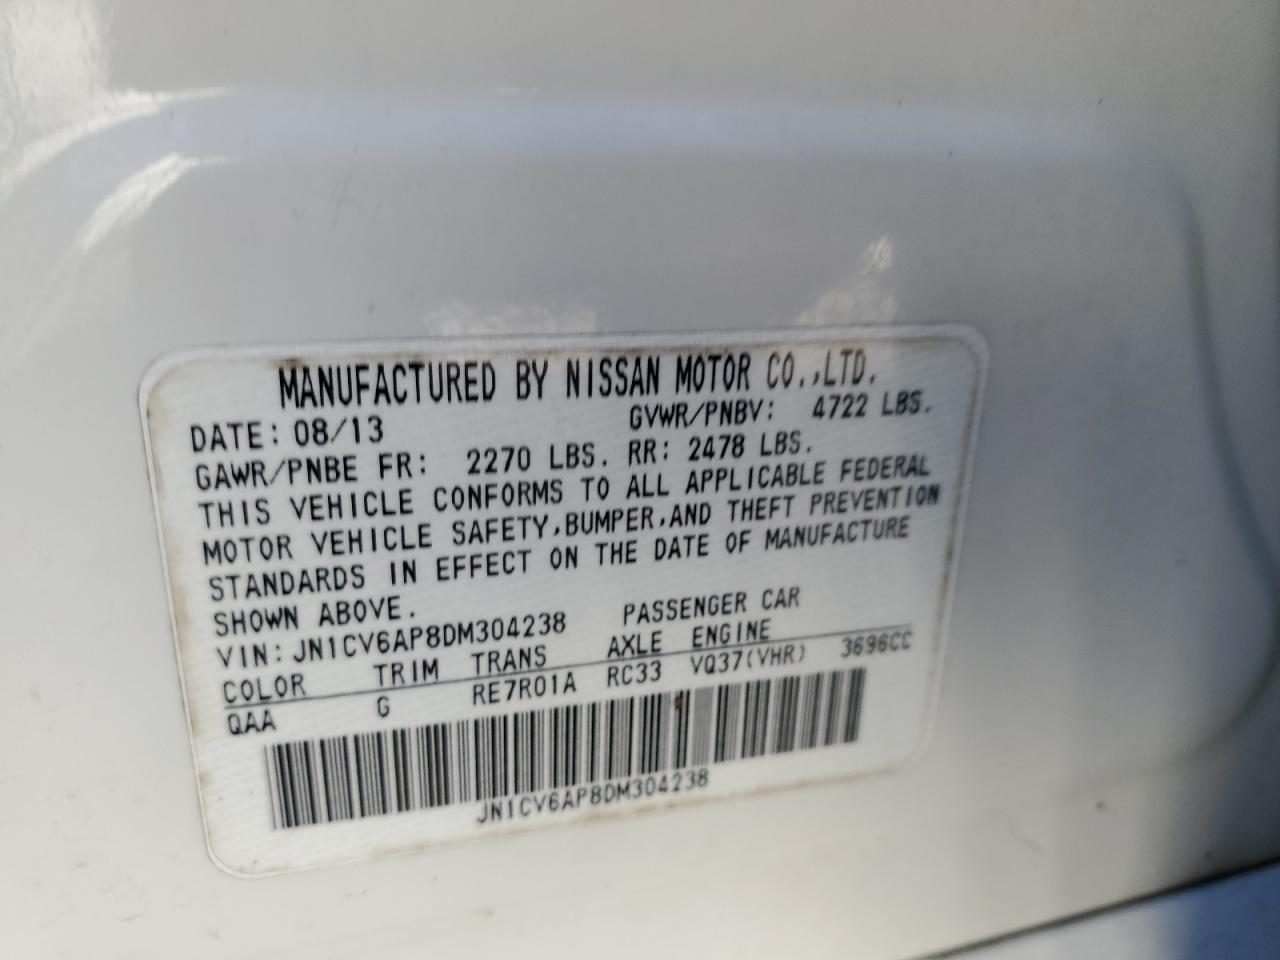 MANUFACTURED BY NISSAN MOTOR CO.,LTD.
DATE: 08/13 GVWR/PNBV: 4722 LBS.
GAWR/PNBE FR: 2270 LBS. RR: 2478 LBS.
THIS VEHICLE CONFORMS TO ALL APPLICABLE FEDERAL
MOTOR VEHICLE SAFETY,BUMPER,AND THEFT PREVENTION
STANDARDS IN EFFECT ON THE DATE OF MANUFACTURE
SHOWN ABOVE.
VIN: JN1CV6AP8DM304238 PASSENGER CAR
COLOR TRIM TRANS AXLE ENGINE
QAA G RE7R01A RC33 VQ37(VHR) 3696CC
JN1CV6AP8DM304238